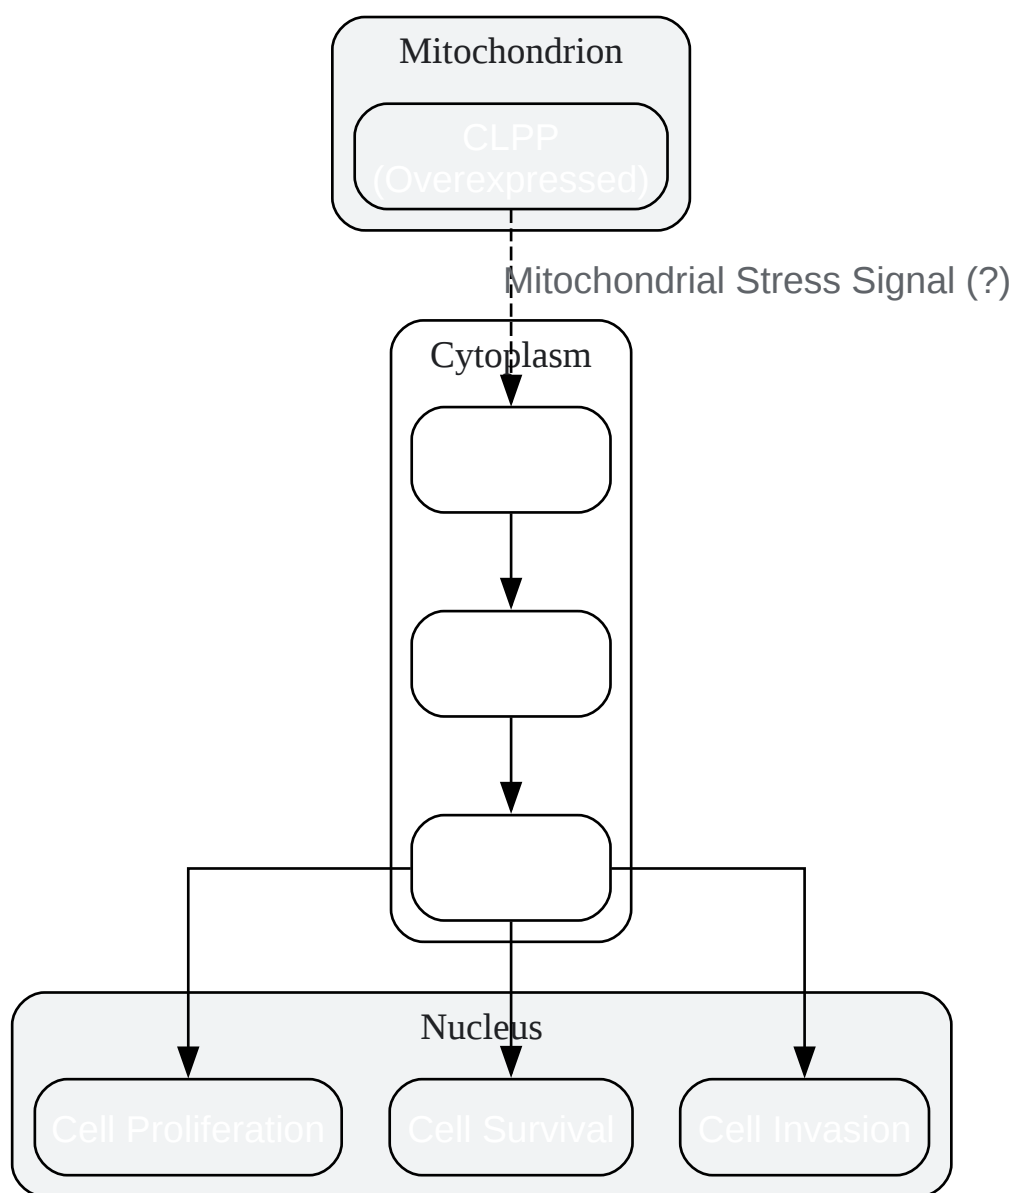 Mitochondrion
CLPP
(Overexpressed)
Mitochondrial Stress Signal (?)
Cytoplasm
Nucleus
Cell Proliferation
Cell Survival
Cell Invasion